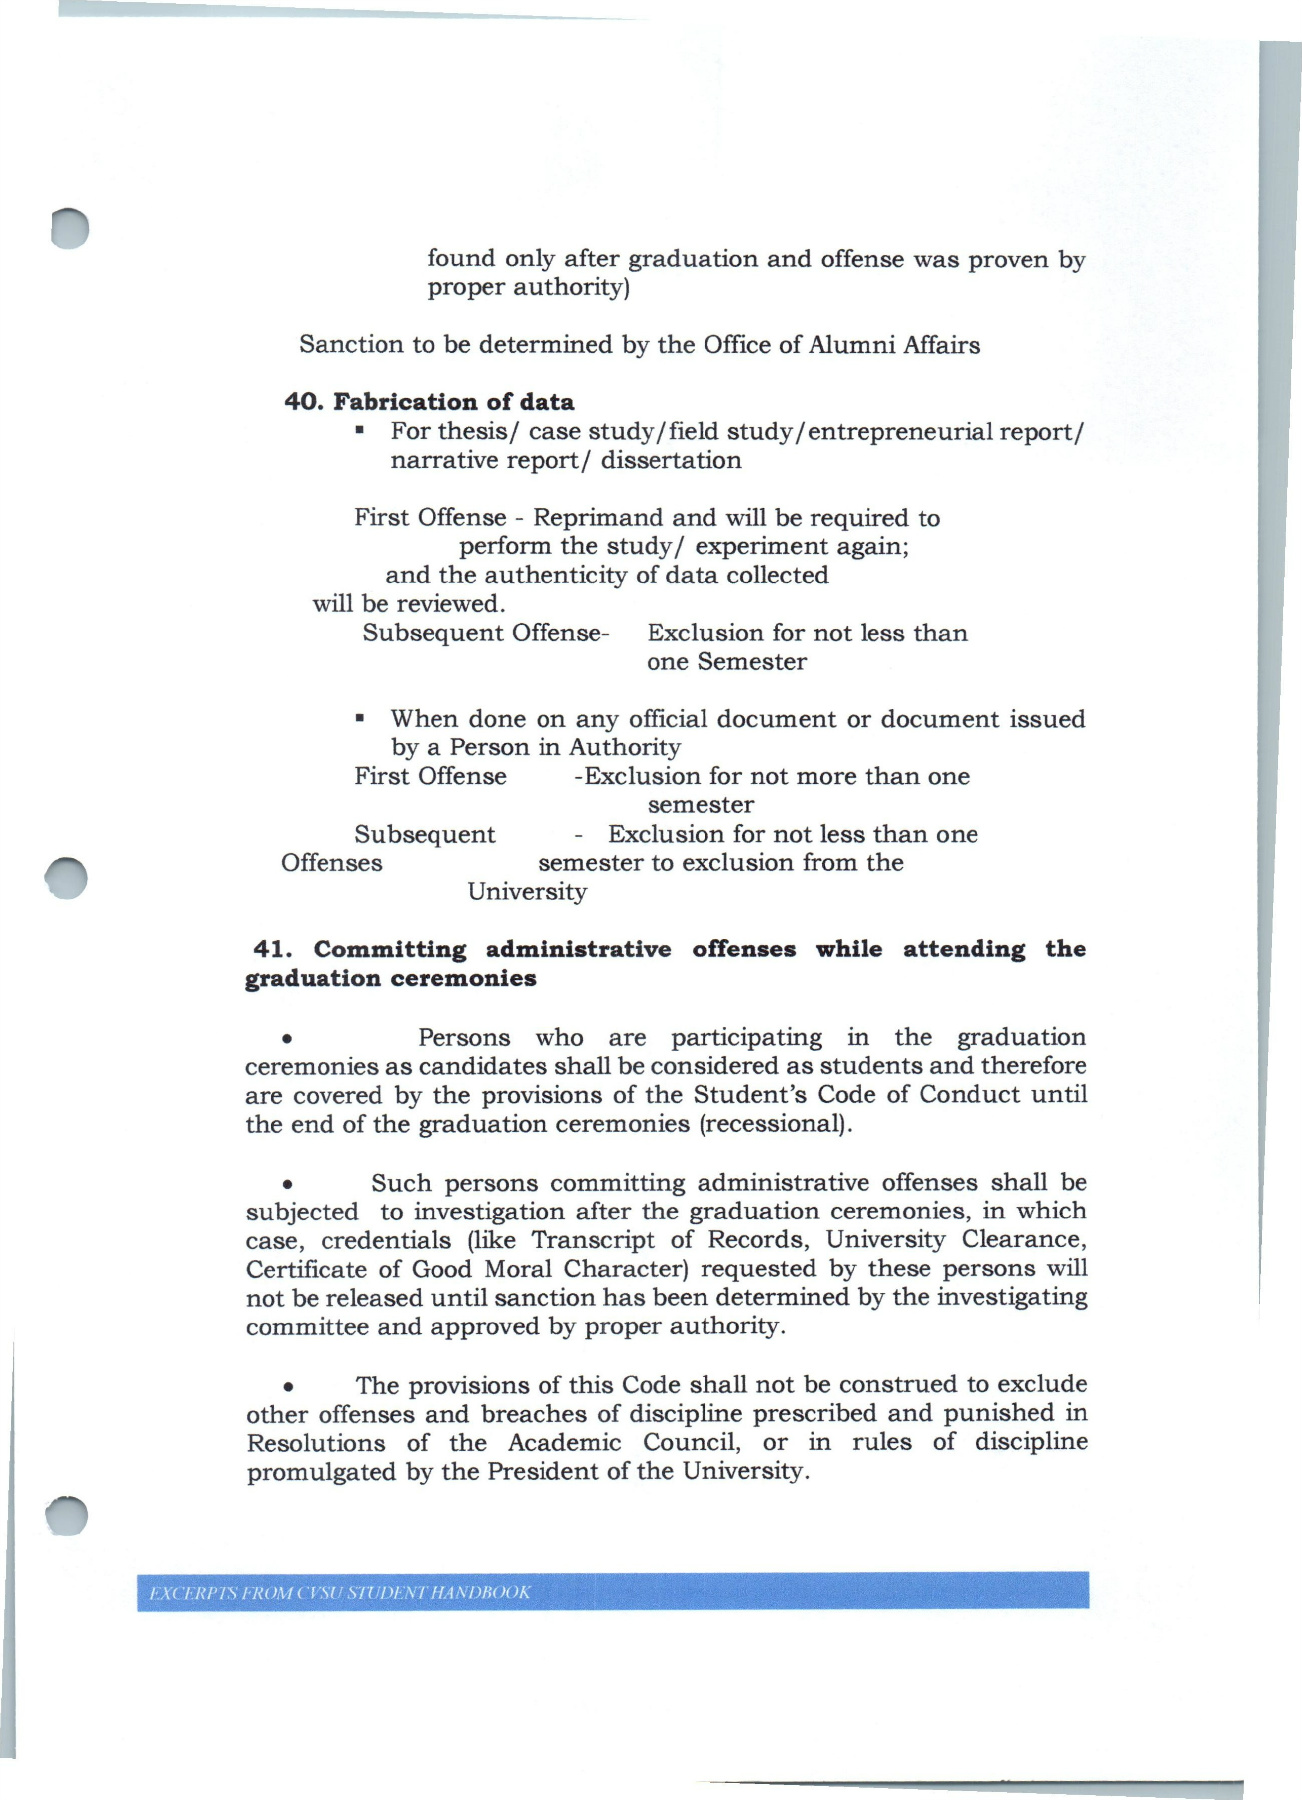 found only after graduation and offense was proven by
proper authority)
Sanction to be determined by the Office of Alumni Affairs
40. Fabrication of data
▪ For thesis/ case study/field study/entrepreneurial report/
narrative report/ dissertation
First Offense - Reprimand and will be required to
perform the study/ experiment again;
and the authenticity of data collected
will be reviewed.
Subsequent Offense- Exclusion for not less than
one Semester
▪ When done on any official document or document issued
by a Person in Authority
First Offense -Exclusion for not more than one
semester
Subsequent - Exclusion for not less than one
Offenses semester to exclusion from the
University
41. Committing administrative offenses while attending the
graduation ceremonies
• Persons who are participating in the graduation
ceremonies as candidates shall be considered as students and therefore
are covered by the provisions of the Student's Code of Conduct until
the end of the graduation ceremonies (recessional).
• Such persons committing administrative offenses shall be
subjected to investigation after the graduation ceremonies, in which
case, credentials (like Transcript of Records, University Clearance,
Certificate of Good Moral Character) requested by these persons will
not be released until sanction has been determined by the investigating
committee and approved by proper authority.
• The provisions of this Code shall not be construed to exclude
other offenses and breaches of discipline prescribed and punished in
Resolutions of the Academic Council, or in rules of discipline
promulgated by the President of the University.
EXCERPTS FROM CVSU STUDENT HANDBOOK